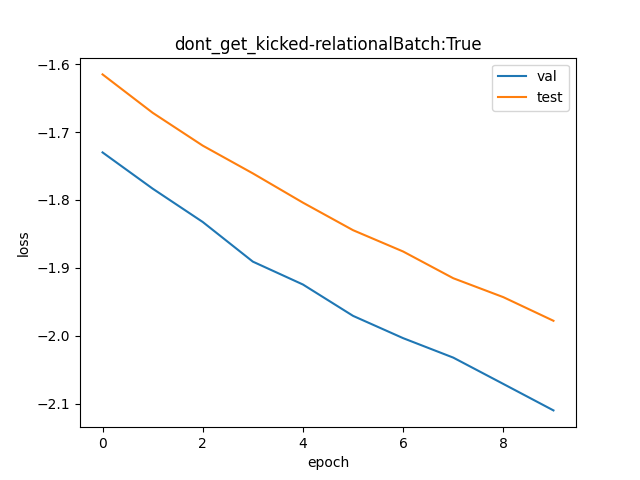 dont_get_kicked-relationalBatch:True
−1.6
−1.7
−1.8
−1.9
−2.0
−2.1
loss
0
2
4
6
8
epoch
val
test